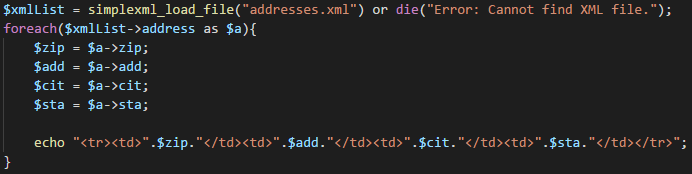 $xmlList = simplexml_load_file("addresses.xml") or die("Error: Cannot find XML file.");
foreach($xmlList->address as $a){
    $zip = $a->zip;
    $add = $a->add;
    $cit = $a->cit;
    $sta = $a->sta;

    echo "<tr><td>".$zip."</td><td>".$add."</td><td>".$cit."</td><td>".$sta."</td></tr>";
}